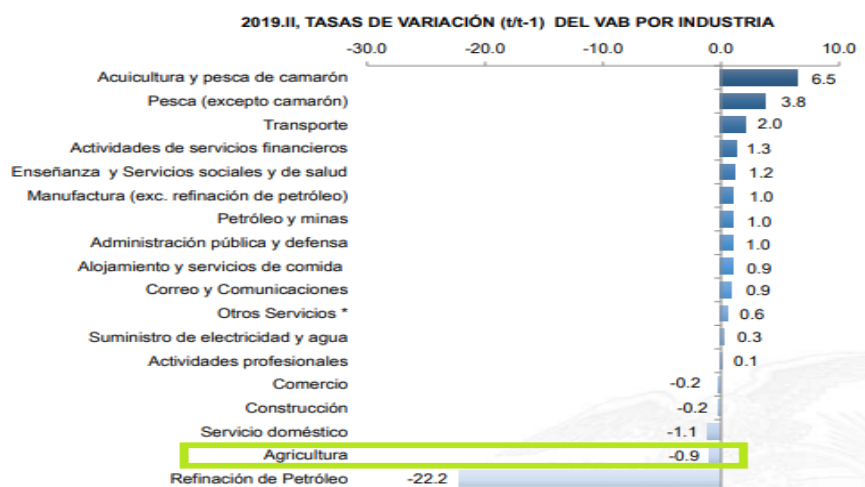 2019.II, TASAS DE VARIACIÓN (t/t-1) DEL VAB POR INDUSTRIA
-30.0 -20.0 -10.0 0.0 10.0
Acuicultura y pesca de camarón 6.5
Pesca (excepto camarón) 3.8
Transporte 2.0
Actividades de servicios financieros 1.3
Enseñanza y Servicios sociales y de salud 1.2
Manufactura (exc. refinación de petróleo) 1.0
Petróleo y minas 1.0
Administración pública y defensa 1.0
Alojamiento y servicios de comida 0.9
Correo y Comunicaciones 0.9
Otros Servicios * 0.6
Suministro de electricidad y agua 0.3
Actividades profesionales 0.1
Comercio -0.2
Construcción -0.2
Servicio doméstico -1.1
Agricultura -0.9
Refinación de Petróleo -22.2